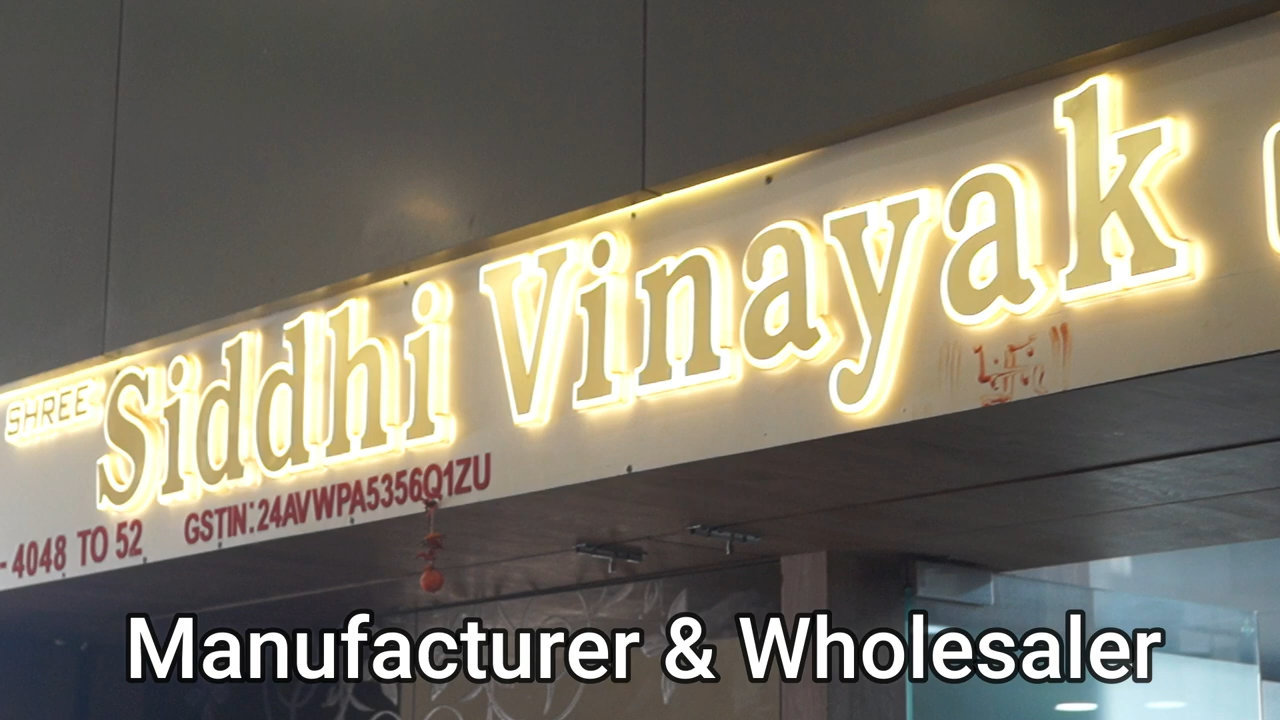 SHREE Siddhi Vinayak
- 4048 TO 52 GSTIN:24AVWPA5356Q1ZU
Manufacturer & Wholesaler